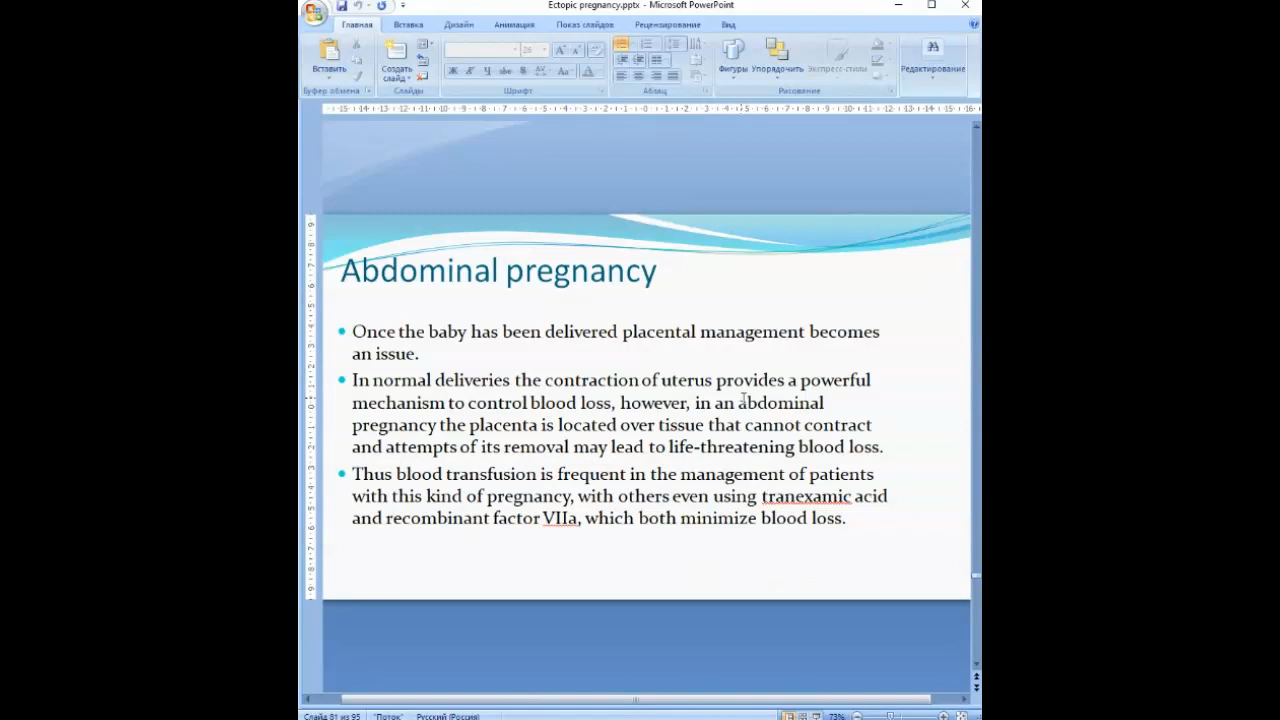 Ectopic pregnancy.pptx - Microsoft PowerPoint
Главная Вставка Дизайн Анимация Показ слайдов Рецензирование Вид
Вставить
Создать слайд
26
Ж К Ч abc S AV Aa A
Фигуры Упорядочить Экспресс-стили Редактирование
Буфер обмена Слайды Шрифт Абзац Рисование
Abdominal pregnancy
Once the baby has been delivered placental management becomes
an issue.
In normal deliveries the contraction of uterus provides a powerful
mechanism to control blood loss, however, in an abdominal
pregnancy the placenta is located over tissue that cannot contract
and attempts of its removal may lead to life-threatening blood loss.
Thus blood transfusion is frequent in the management of patients
with this kind of pregnancy, with others even using tranexamic acid
and recombinant factor VIIa, which both minimize blood loss.
Слайд 81 из 95 "Поток" Русский (Россия) 73%